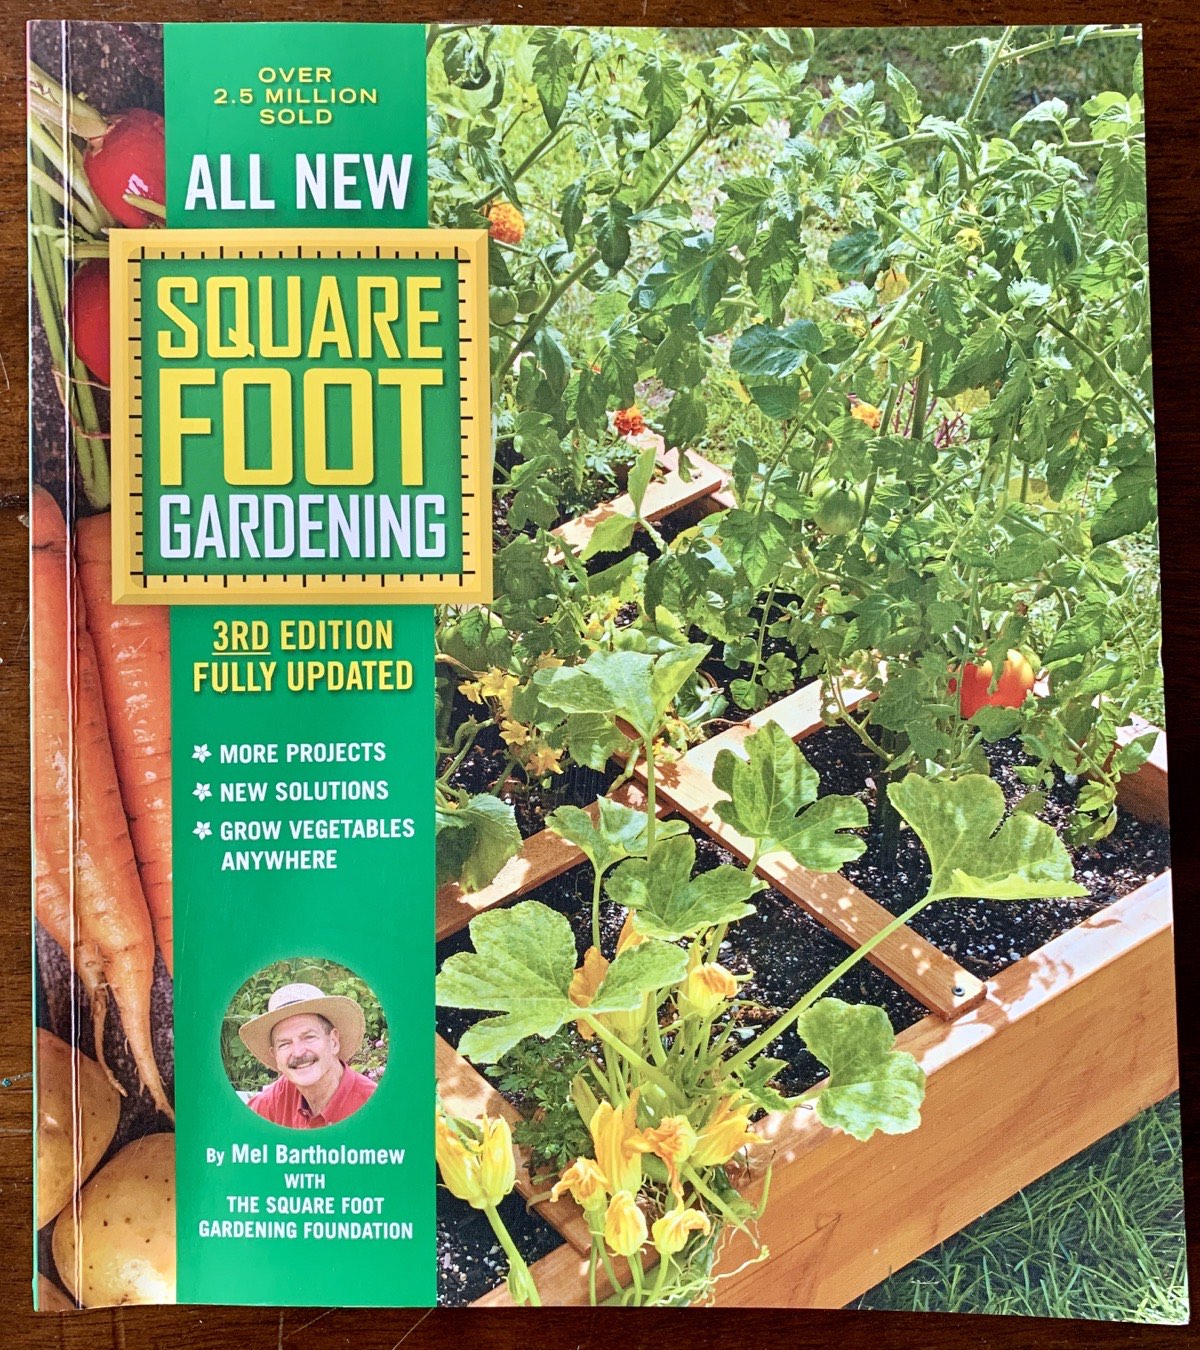 OVER
2.5 MILLION
SOLD
ALL NEW
SQUARE
FOOT
GARDENING
3RD EDITION
FULLY UPDATED
MORE PROJECTS
NEW SOLUTIONS
GROW VEGETABLES
ANYWHERE
By Mel Bartholomew
WITH
THE SQUARE FOOT
GARDENING FOUNDATION